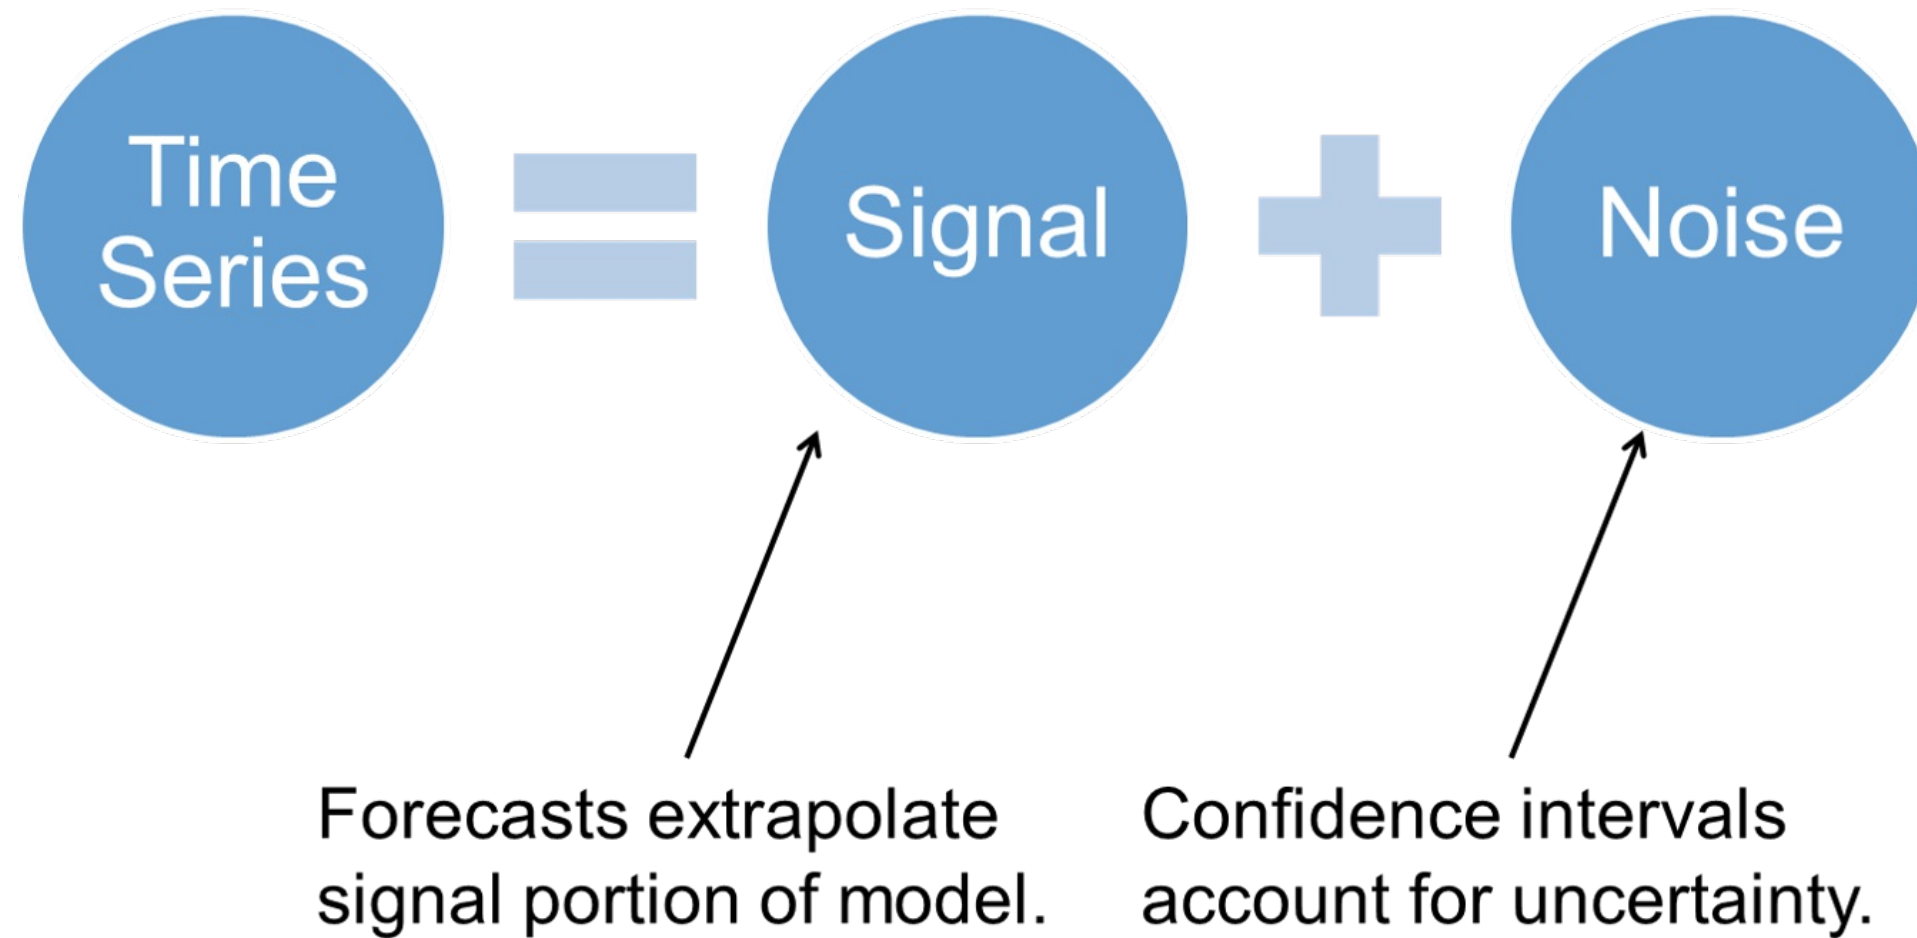 Time
Series
Signal
Noise
Forecasts extrapolate
signal portion of model.
Confidence intervals
account for uncertainty.